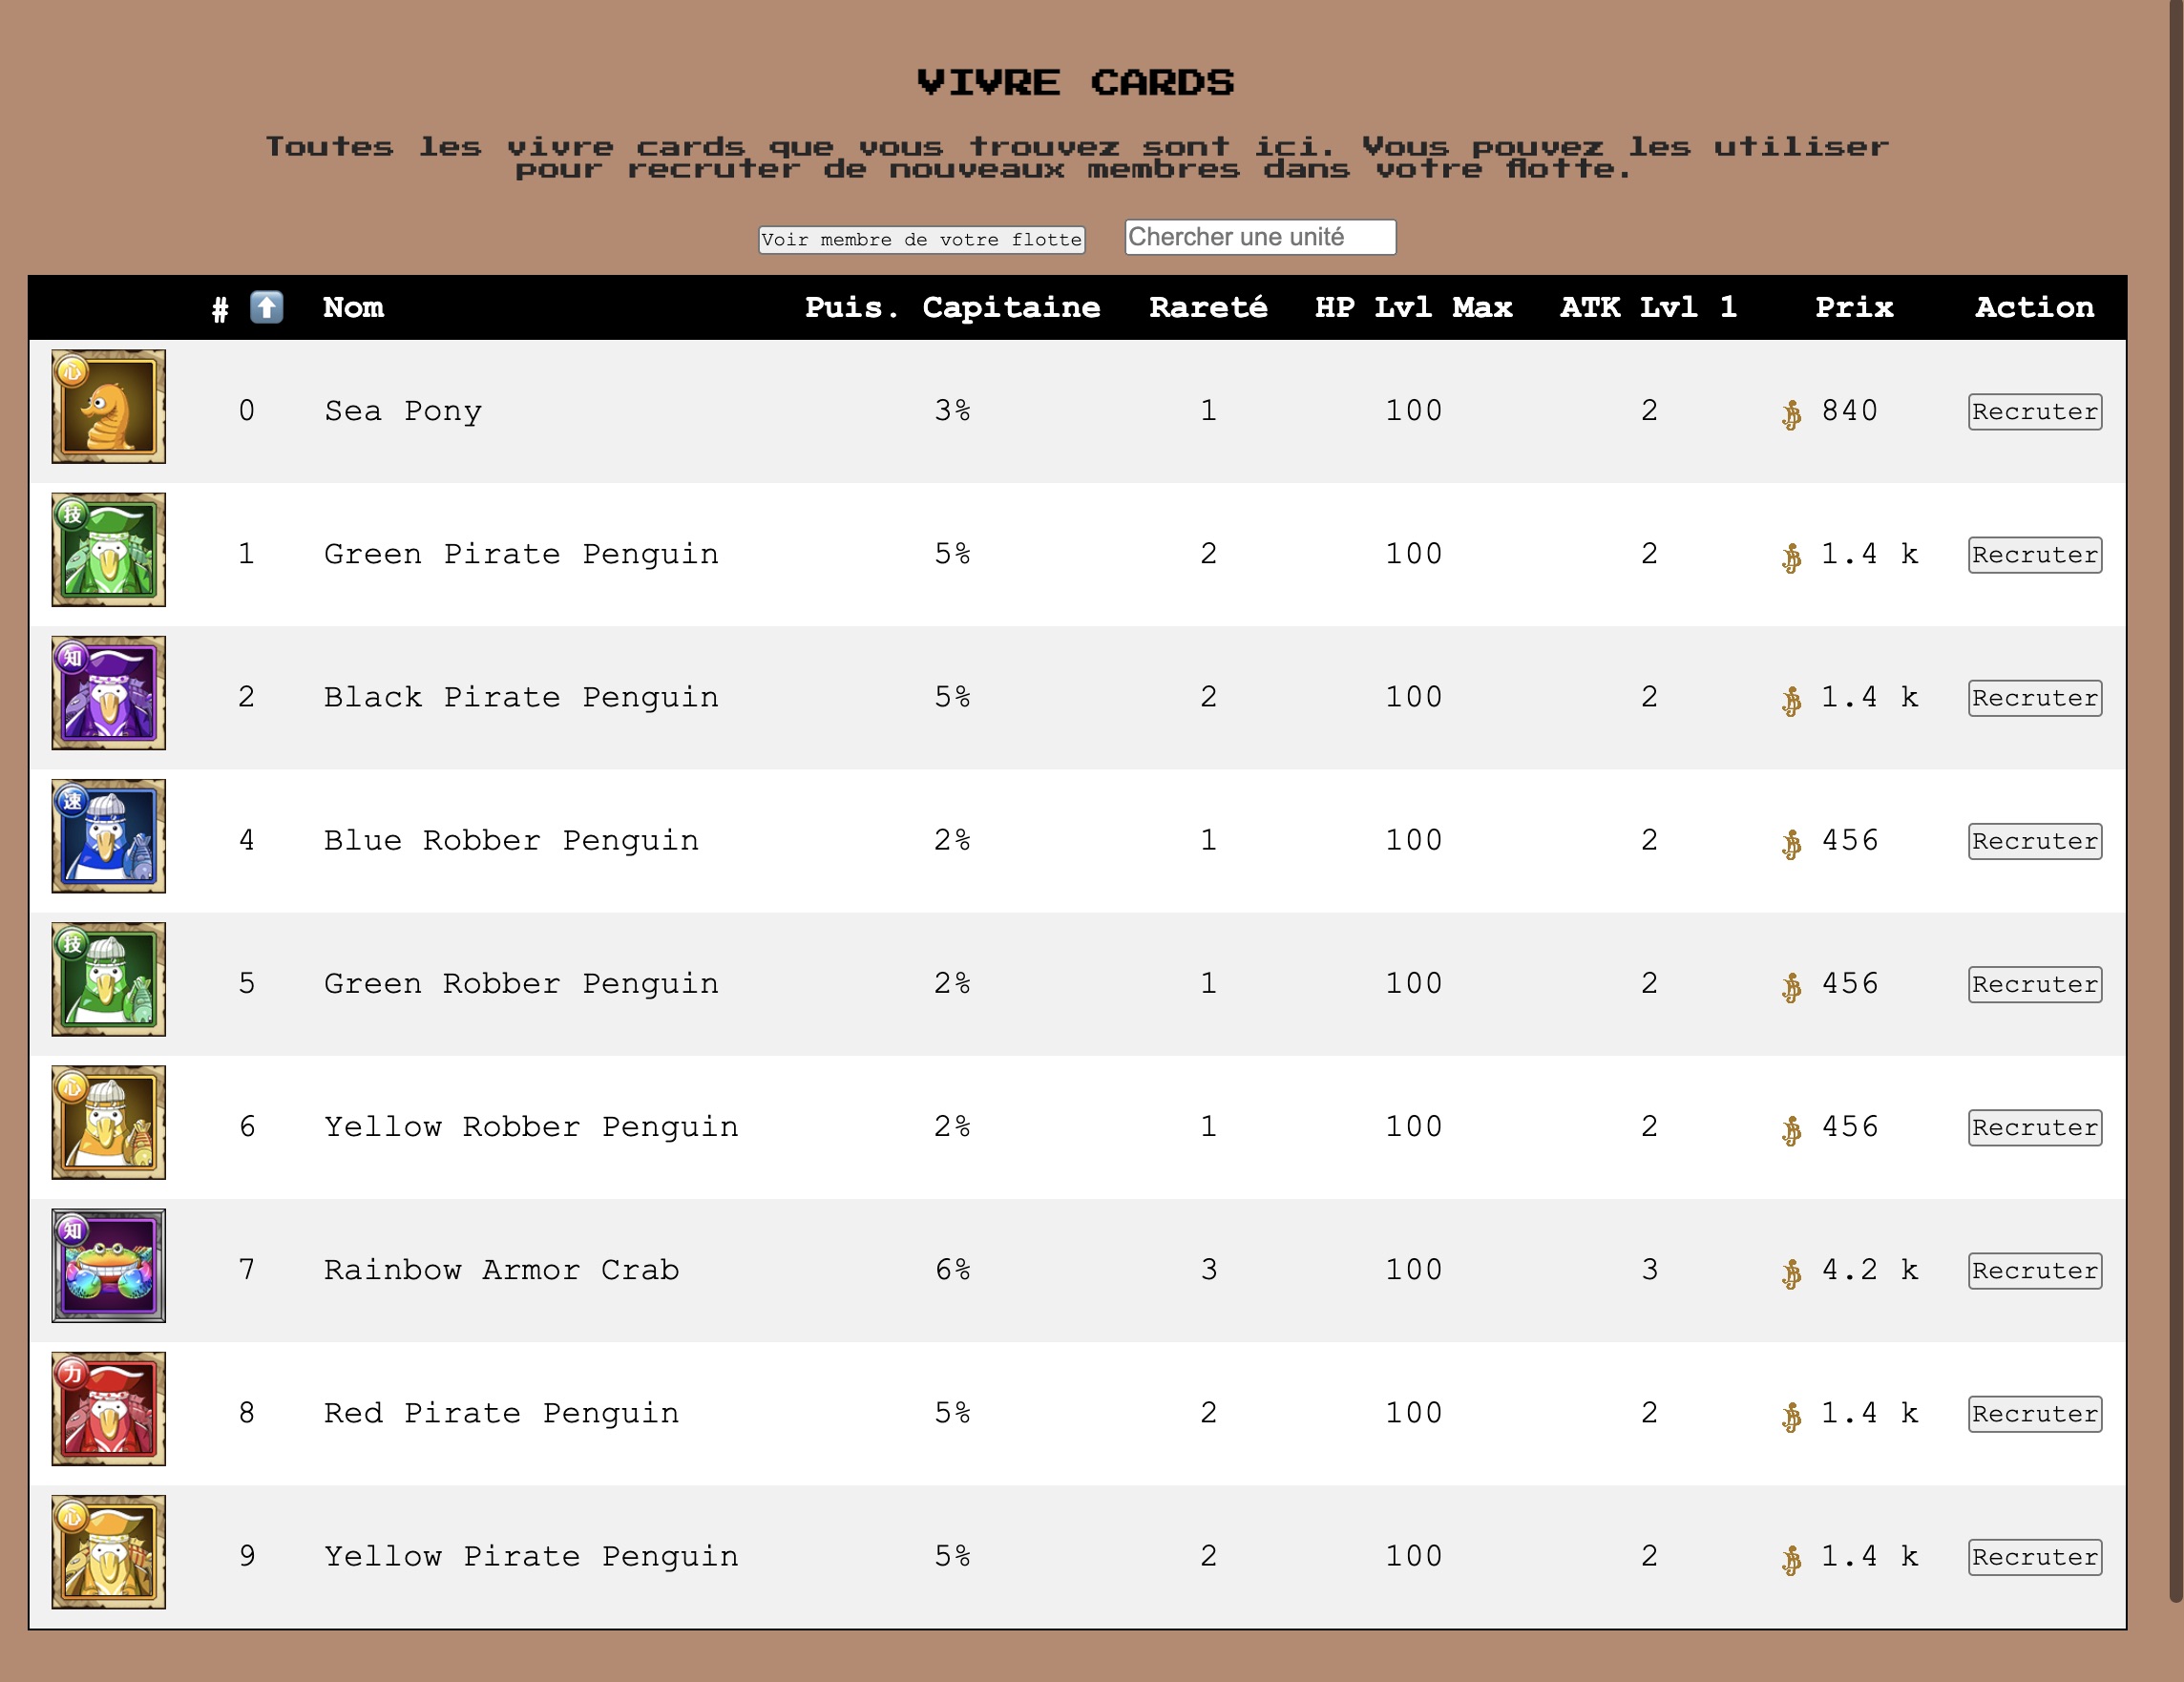 VIVRE CARDS
Toutes les vivre cards que vous trouvez sont ici. Vous pouvez les utiliser
pour recruter de nouveaux membres dans votre flotte.
Voir membre de votre flotte Chercher une unité
# ⬆ Nom Puis. Capitaine Rareté HP Lvl Max ATK Lvl 1 Prix Action
心 0 Sea Pony 3% 1 100 2 840 Recruter
技 1 Green Pirate Penguin 5% 2 100 2 1.4 k Recruter
知 2 Black Pirate Penguin 5% 2 100 2 1.4 k Recruter
速 4 Blue Robber Penguin 2% 1 100 2 456 Recruter
技 5 Green Robber Penguin 2% 1 100 2 456 Recruter
心 6 Yellow Robber Penguin 2% 1 100 2 456 Recruter
知 7 Rainbow Armor Crab 6% 3 100 3 4.2 k Recruter
力 8 Red Pirate Penguin 5% 2 100 2 1.4 k Recruter
心 9 Yellow Pirate Penguin 5% 2 100 2 1.4 k Recruter